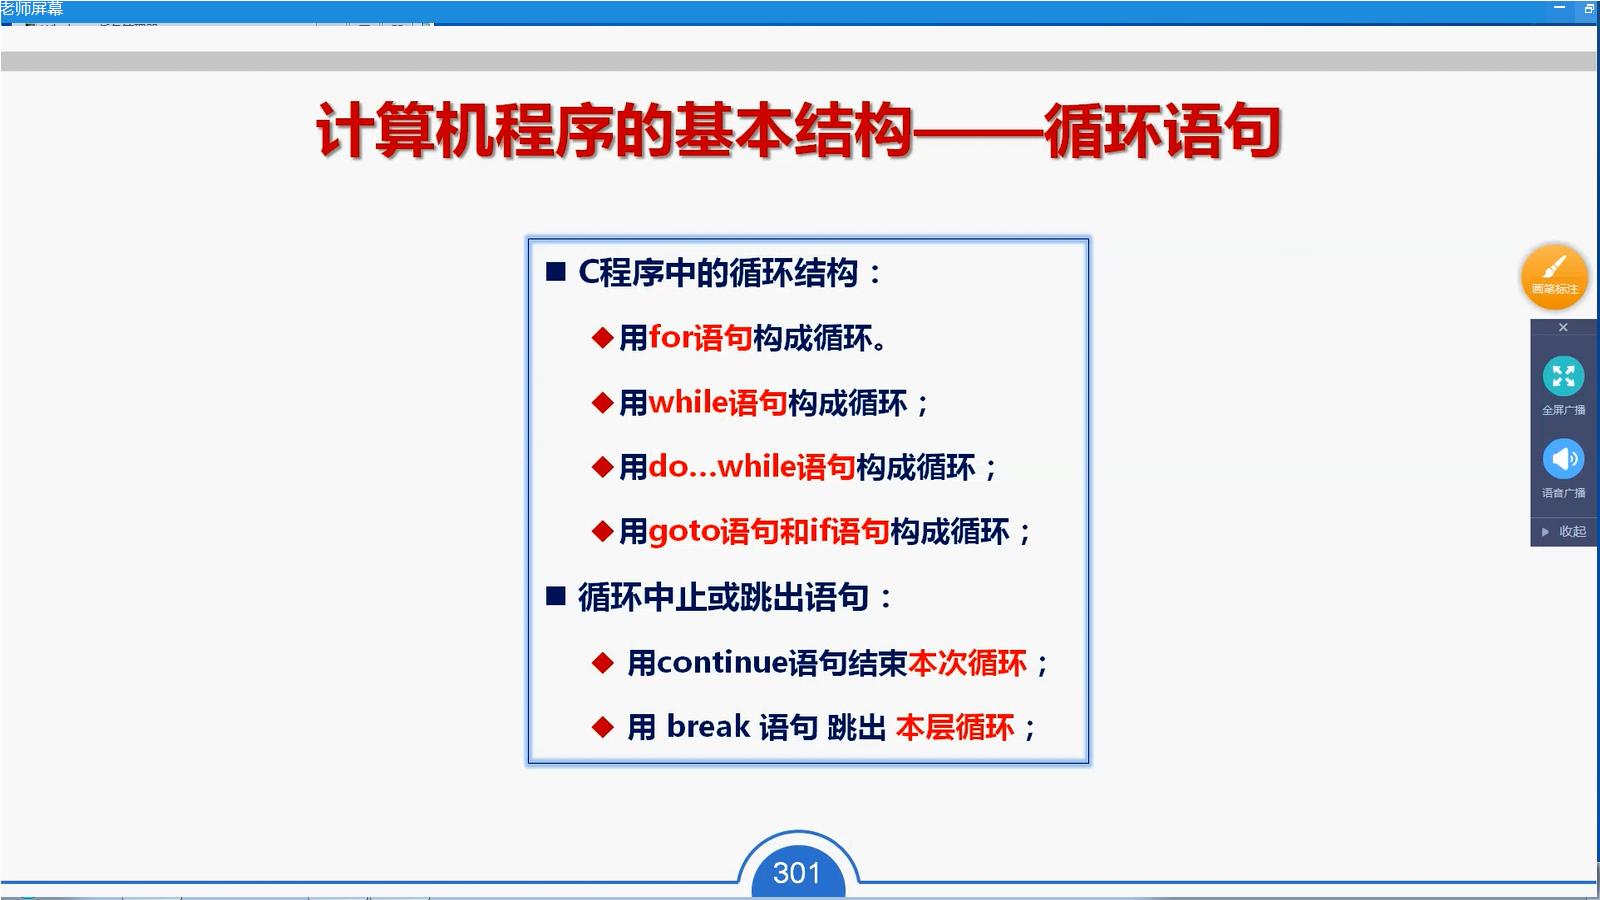 老师屏幕
计算机程序的基本结构——循环语句
C程序中的循环结构：
用for语句构成循环。
用while语句构成循环；
用do...while语句构成循环；
用goto语句和if语句构成循环；
循环中止或跳出语句：
用continue语句结束本次循环；
用 break 语句 跳出 本层循环；
画笔标注
全屏广播
语音广播
收起
301